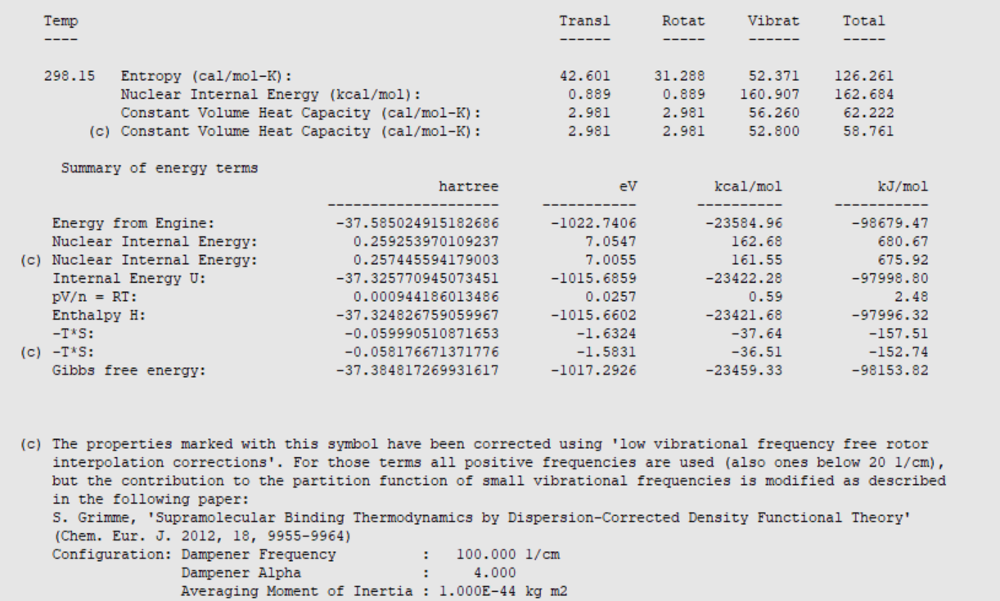 Temp Transl Rotat Vibrat Total
---- ------ ----- ------ -----
298.15 Entropy (cal/mol-K): 42.601 31.288 52.371 126.261
Nuclear Internal Energy (kcal/mol): 0.889 0.889 160.907 162.684
Constant Volume Heat Capacity (cal/mol-K): 2.981 2.981 56.260 62.222
(c) Constant Volume Heat Capacity (cal/mol-K): 2.981 2.981 52.800 58.761
Summary of energy terms
hartree eV kcal/mol kJ/mol
-------------------- ----------- ---------- -----------
Energy from Engine: -37.585024915182686 -1022.7406 -23584.96 -98679.47
Nuclear Internal Energy: 0.259253970109237 7.0547 162.68 680.67
(c) Nuclear Internal Energy: 0.257445594179003 7.0055 161.55 675.92
Internal Energy U: -37.325770945073451 -1015.6859 -23422.28 -97998.80
pV/n = RT: 0.000944186013486 0.0257 0.59 2.48
Enthalpy H: -37.324826759059967 -1015.6602 -23421.68 -97996.32
-T*S: -0.059990510871653 -1.6324 -37.64 -157.51
(c) -T*S: -0.058176671371776 -1.5831 -36.51 -152.74
Gibbs free energy: -37.384817269931617 -1017.2926 -23459.33 -98153.82
(c) The properties marked with this symbol have been corrected using 'low vibrational frequency free rotor
interpolation corrections'. For those terms all positive frequencies are used (also ones below 20 1/cm),
but the contribution to the partition function of small vibrational frequencies is modified as described
in the following paper:
S. Grimme, 'Supramolecular Binding Thermodynamics by Dispersion-Corrected Density Functional Theory'
(Chem. Eur. J. 2012, 18, 9955-9964)
Configuration: Dampener Frequency : 100.000 1/cm
Dampener Alpha : 4.000
Averaging Moment of Inertia : 1.000E-44 kg m2